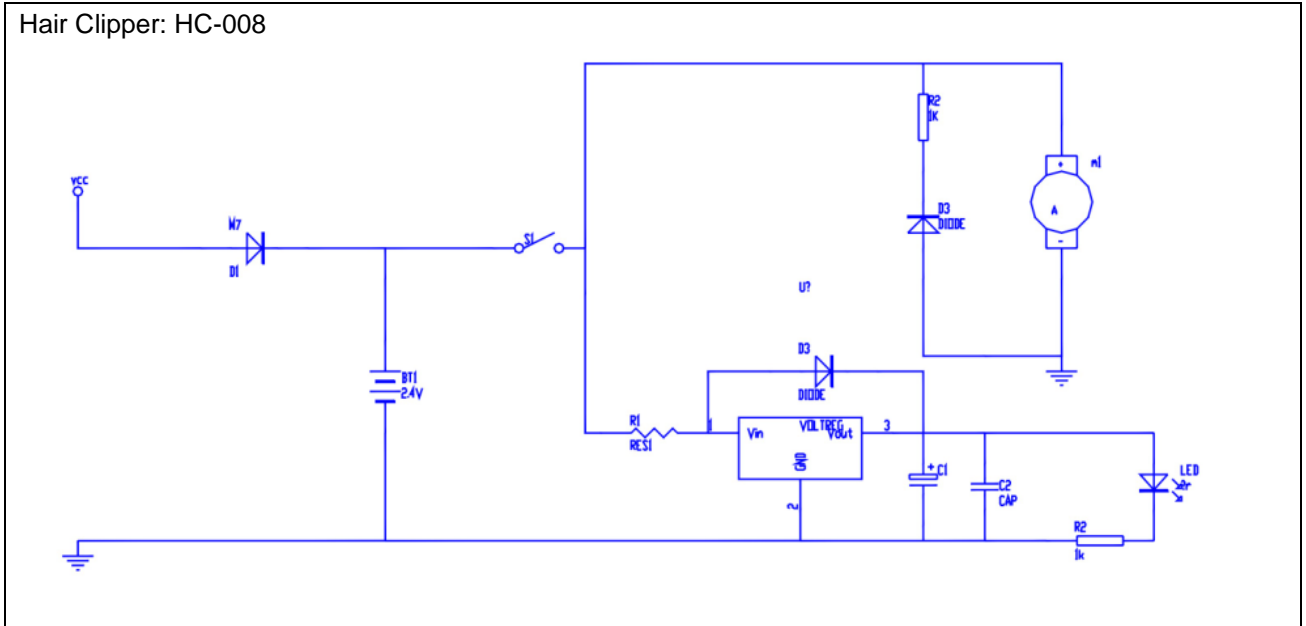 Hair Clipper: HC-008
R2
1K
m1
+
A
-
vcc
M7
D1
S1
D3
DIODE
U?
BT1
2.4V
D3
DIODE
R1
RES1
1
Vin
VOLTREG
Vout
3
GND
2
+
C1
C2
CAP
LED
R2
1k